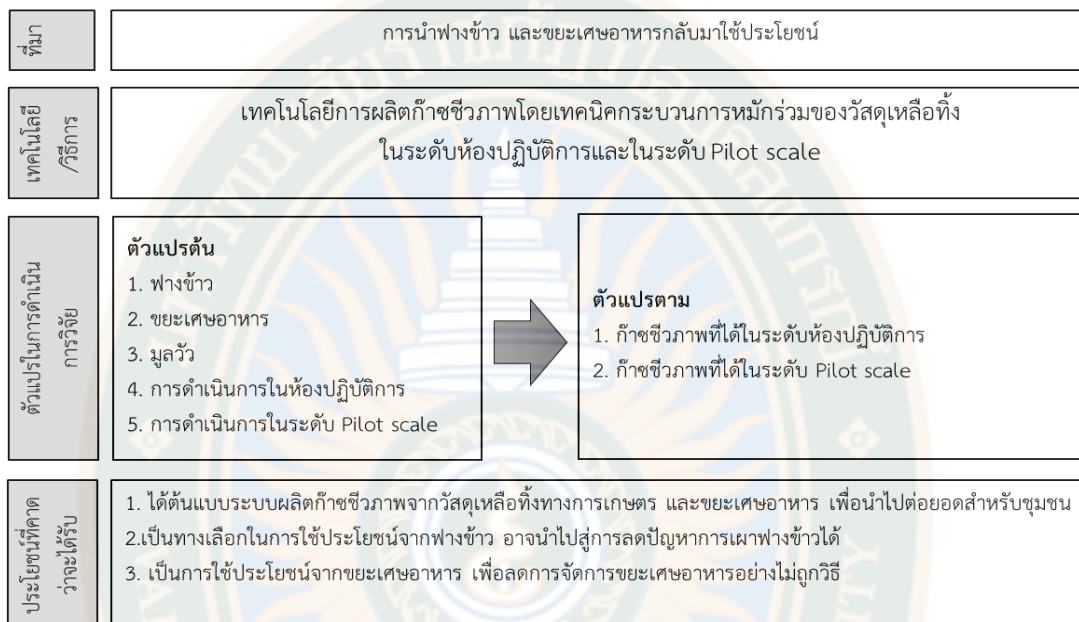 ที่มา
การนำฟางข้าว และขยะเศษอาหารกลับมาใช้ประโยชน์
เทคโนโลยี
/วิธีการ
เทคโนโลยีการผลิตก๊าซชีวภาพโดยเทคนิคกระบวนการหมักร่วมของวัสดุเหลือทิ้ง
ในระดับห้องปฏิบัติการและในระดับ Pilot scale
ตัวแปรในการดำเนิน
การวิจัย
ตัวแปรต้น
1. ฟางข้าว
2. ขยะเศษอาหาร
3. มูลวัว
4. การดำเนินการในห้องปฏิบัติการ
5. การดำเนินการในระดับ Pilot scale
ตัวแปรตาม
1. ก๊าซชีวภาพที่ได้ในระดับห้องปฏิบัติการ
2. ก๊าซชีวภาพที่ได้ในระดับ Pilot scale
ประโยชน์ที่คาด
ว่าจะได้รับ
1. ได้ต้นแบบระบบผลิตก๊าซชีวภาพจากวัสดุเหลือทิ้งทางการเกษตร และขยะเศษอาหาร เพื่อนำไปต่อยอดสำหรับชุมชน
2.เป็นทางเลือกในการใช้ประโยชน์จากฟางข้าว อาจนำไปสู่การลดปัญหาการเผาฟางข้าวได้
3. เป็นการใช้ประโยชน์จากขยะเศษอาหาร เพื่อลดการจัดการขยะเศษอาหารอย่างไม่ถูกวิธี